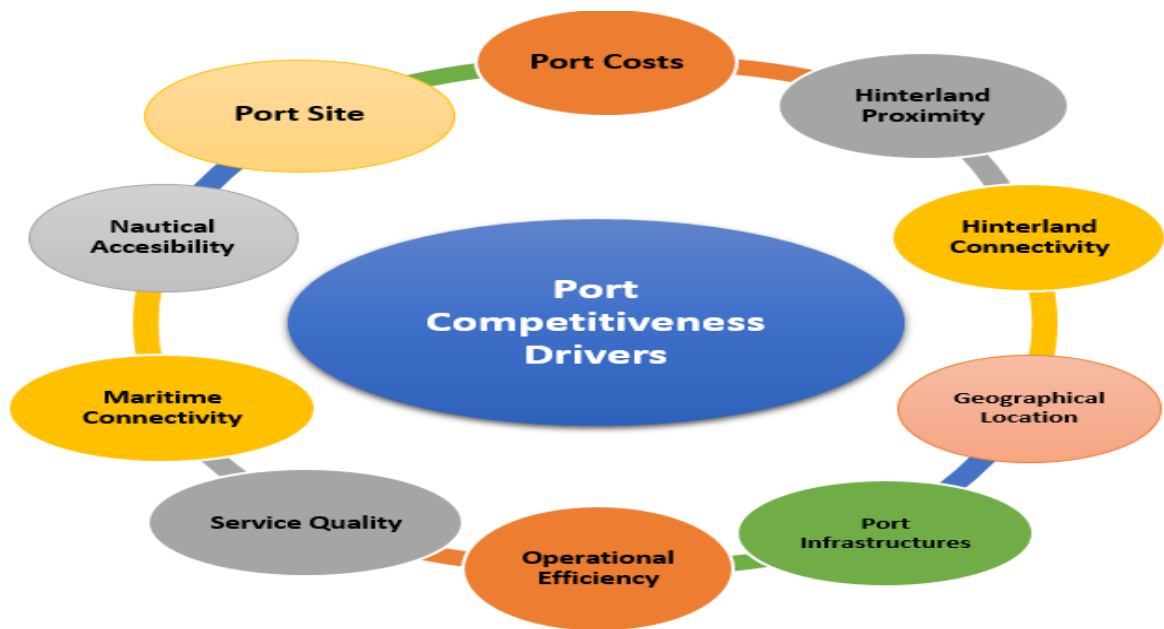 Port Costs
Hinterland
Proximity
Hinterland
Connectivity
Geographical
Location
Port
Infrastructures
Operational
Efficiency
Service Quality
Maritime
Connectivity
Nautical
Accesibility
Port Site
Port
Competitiveness
Drivers